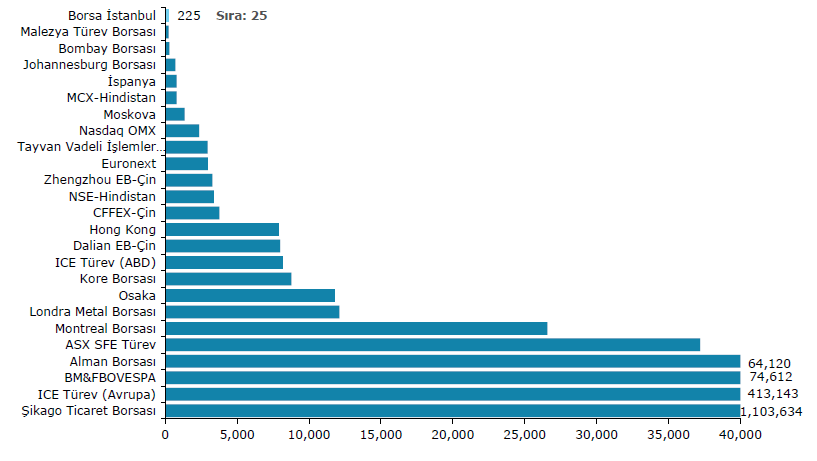 Borsa İstanbul 225 Sıra: 25
Malezya Türev Borsası
Bombay Borsası
Johannesburg Borsası
İspanya
MCX-Hindistan
Moskova
Nasdaq OMX
Tayvan Vadeli İşlemler...
Euronext
Zhengzhou EB-Çin
NSE-Hindistan
CFFEX-Çin
Hong Kong
Dalian EB-Çin
ICE Türev (ABD)
Kore Borsası
Osaka
Londra Metal Borsası
Montreal Borsası
ASX SFE Türev
Alman Borsası 64,120
BM&FBOVESPA 74,612
ICE Türev (Avrupa) 413,143
Şikago Ticaret Borsası 1,103,634
0 5,000 10,000 15,000 20,000 25,000 30,000 35,000 40,000